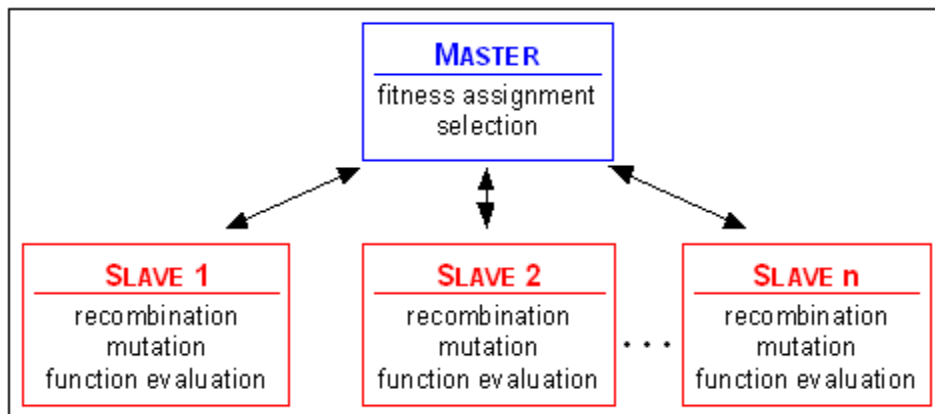 MASTER
fitness assignment
selection
SLAVE 1
recombination
mutation
function evaluation
SLAVE 2
recombination
mutation
function evaluation
. . .
SLAVE n
recombination
mutation
function evaluation